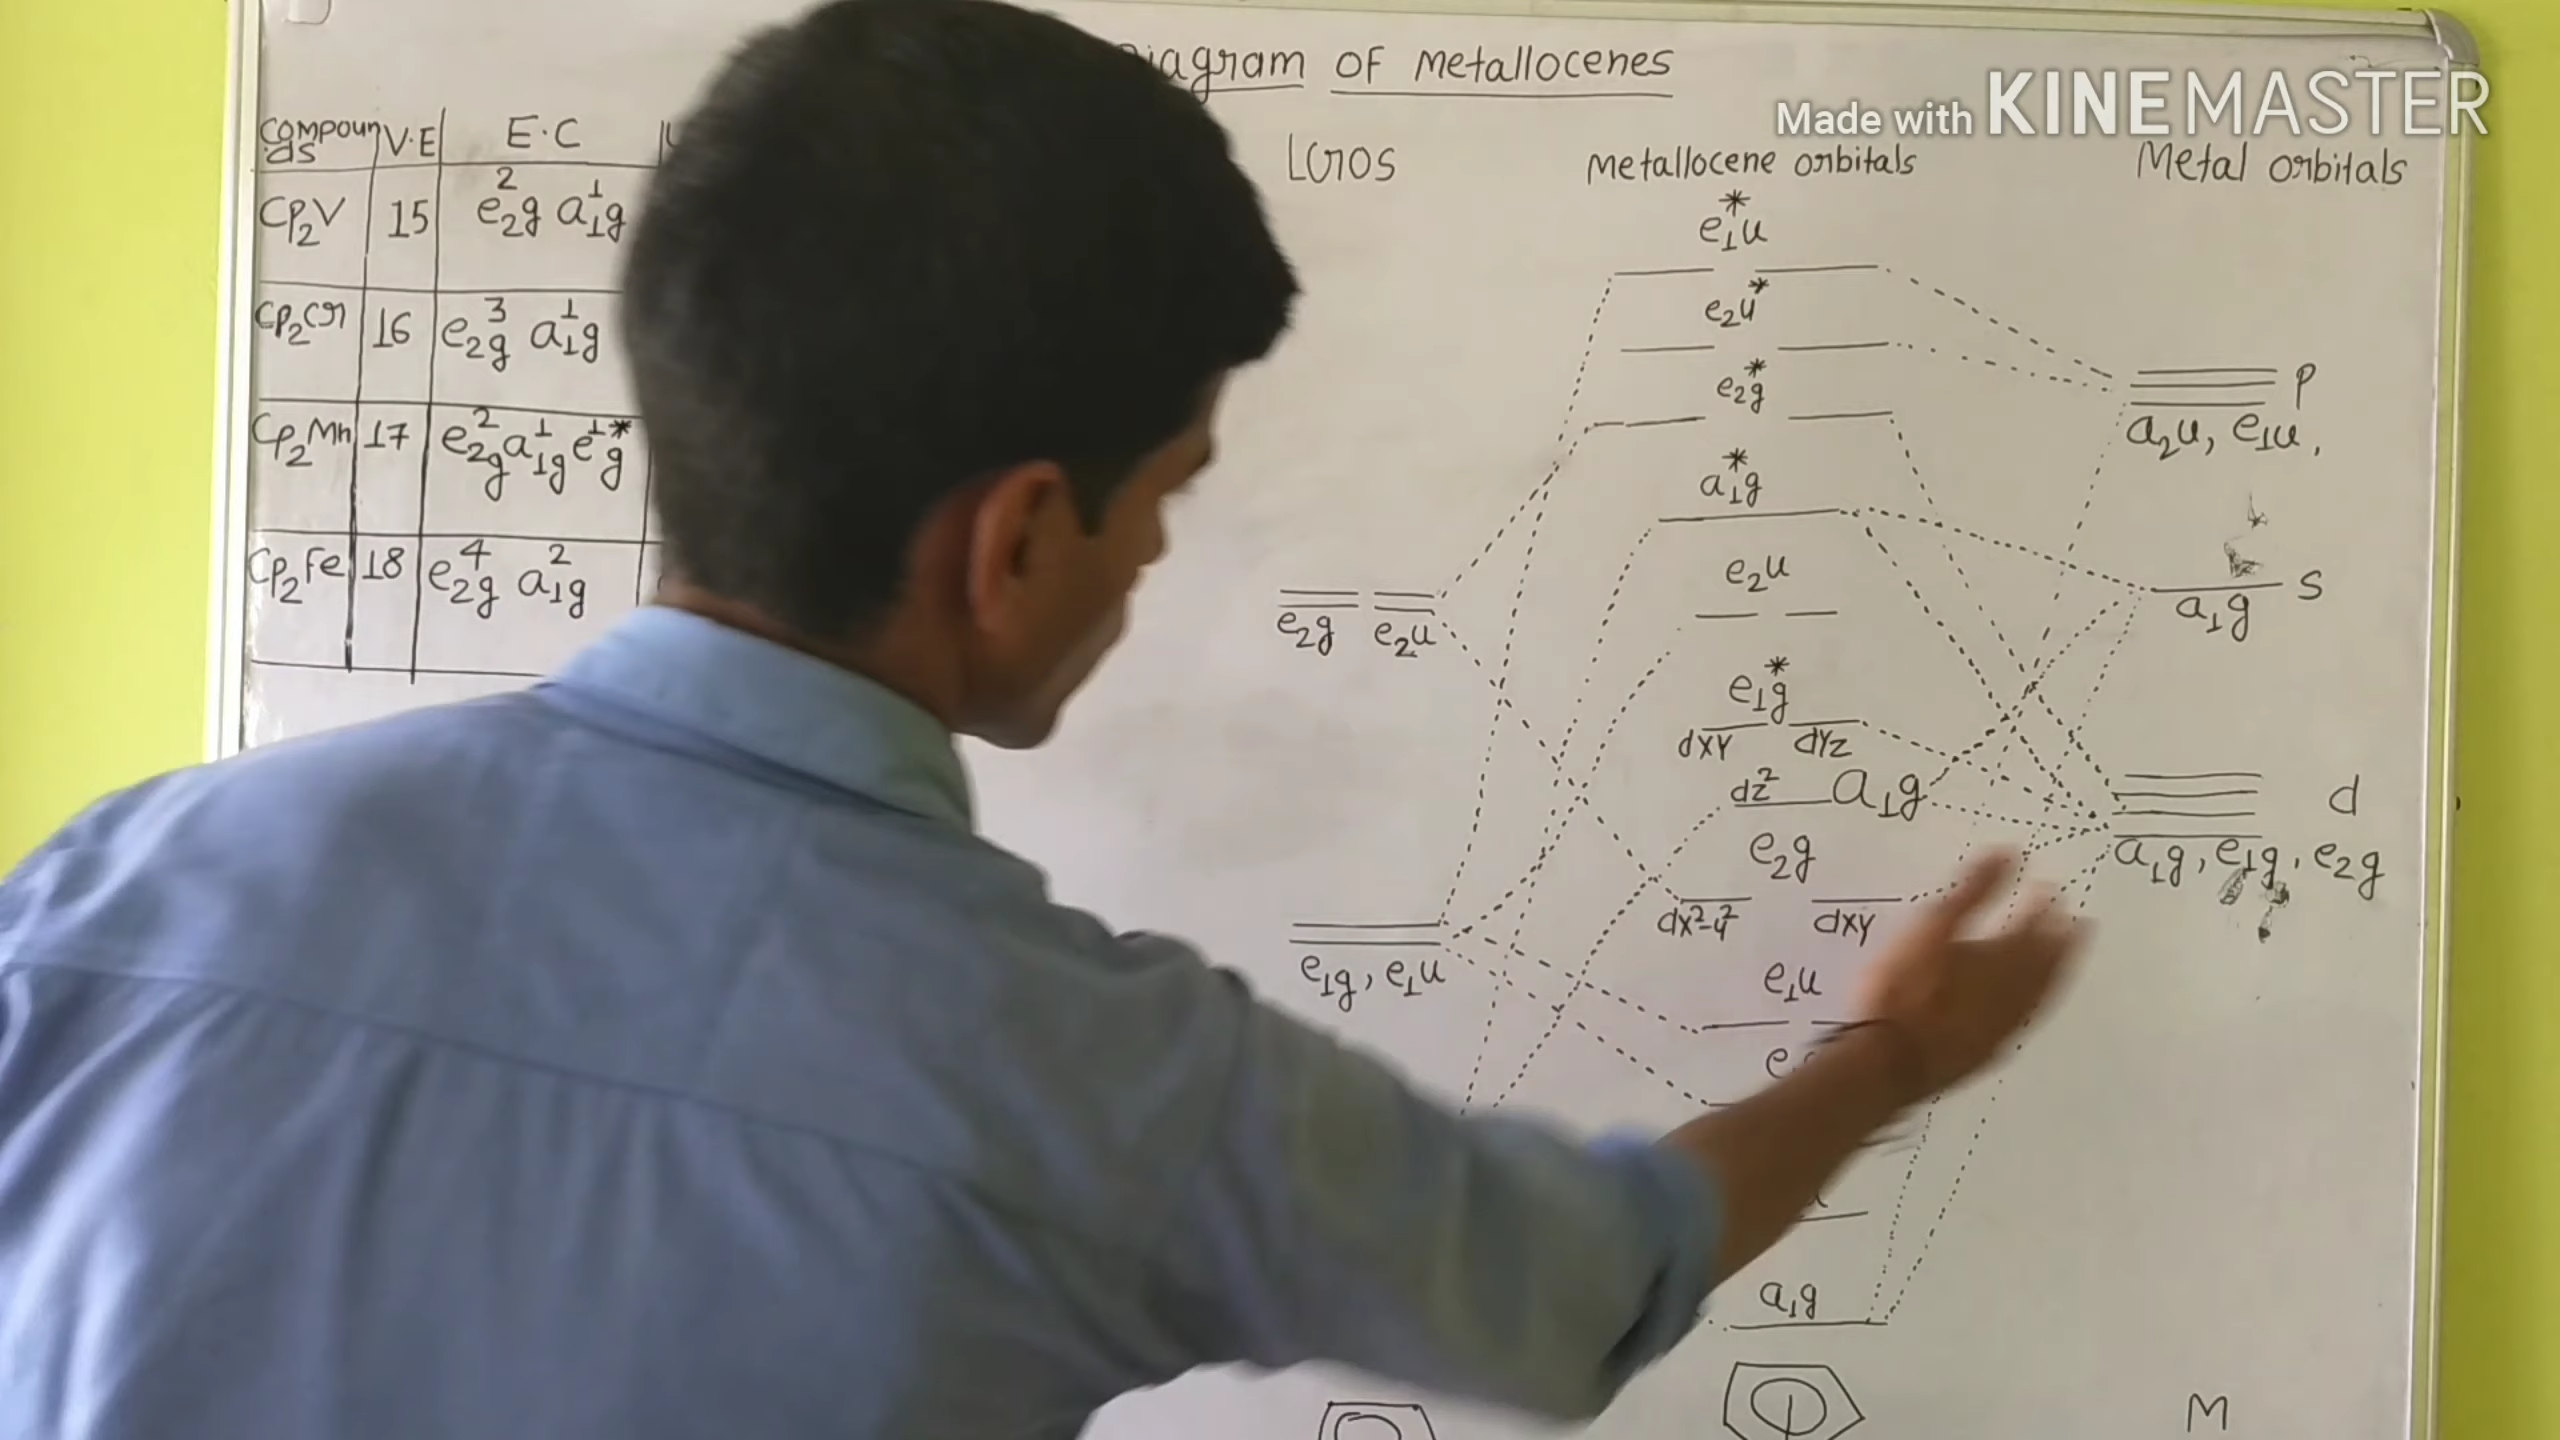 Diagram of Metallocenes
Made with KINEMASTER
Compounds V.E E.C
Cp₂V 15 e₂g² a₁g¹
Cp₂Cr 16 e₂g³ a₁g¹
Cp₂Mn 17 e₂g² a₁g¹ eg¹*
Cp₂Fe 18 e₂g⁴ a₁g²
LGOS
e₂g e₂u
e₁g, e₁u
Metallocene orbitals
e₁u*
e₂u*
e₂g*
a₁g*
e₂u
e₁g*
dxy dyz
dz² a₁g
e₂g
dx²-y² dxy
e₁u
a₁g
Metal orbitals
p
a₂u, e₁u,
s
a₁g
d
a₁g, e₁g, e₂g
M